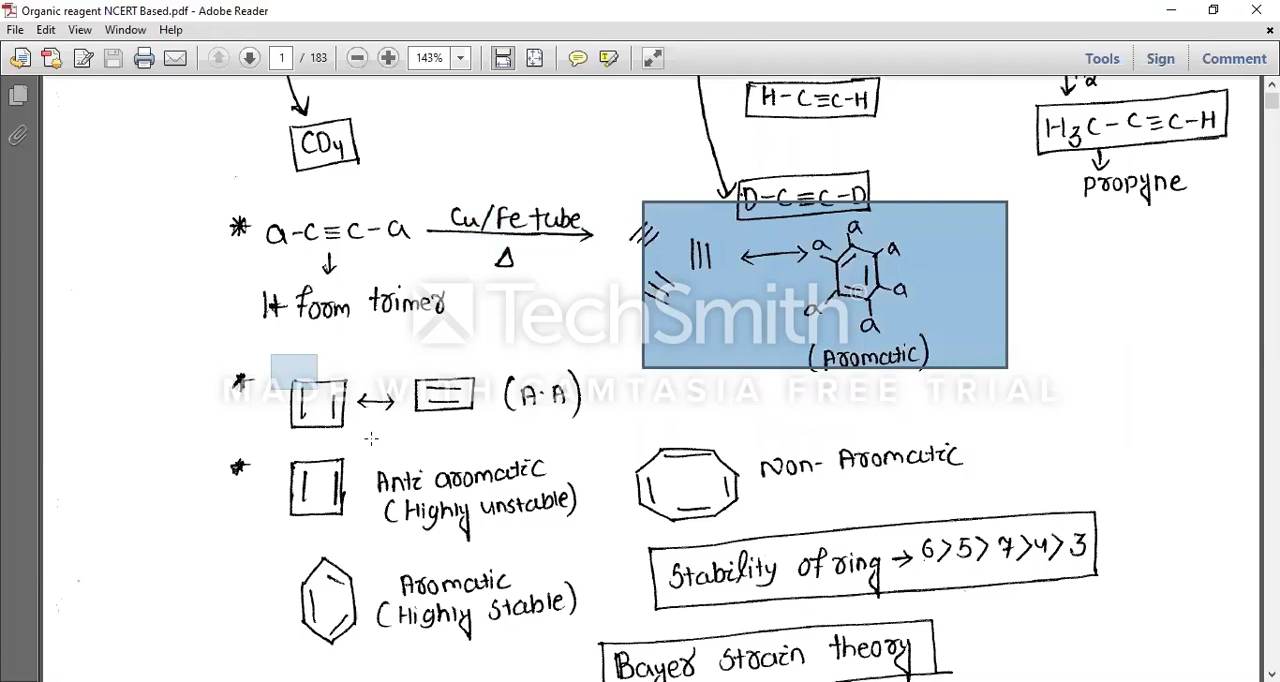 Organic reagent NCERT Based.pdf - Adobe Reader
File Edit View Window Help
1 / 183 143% Tools Sign Comment
H-C≡C-H
CD4
H3C-C≡C-H
propyne
D-C≡C-D
* a-C≡C-a Cu/Fe tube Δ
||| ↔ a a a a a a
It form trimer
(Aromatic)
TechSmith
MADE WITH CAMTASIA FREE TRIAL
* ↔ (A.A)
* Anti aromatic
(Highly unstable)
Non-Aromatic
Stability of ring → 6>5>7>4>3
Aromatic
(Highly stable)
Bayer strain theory